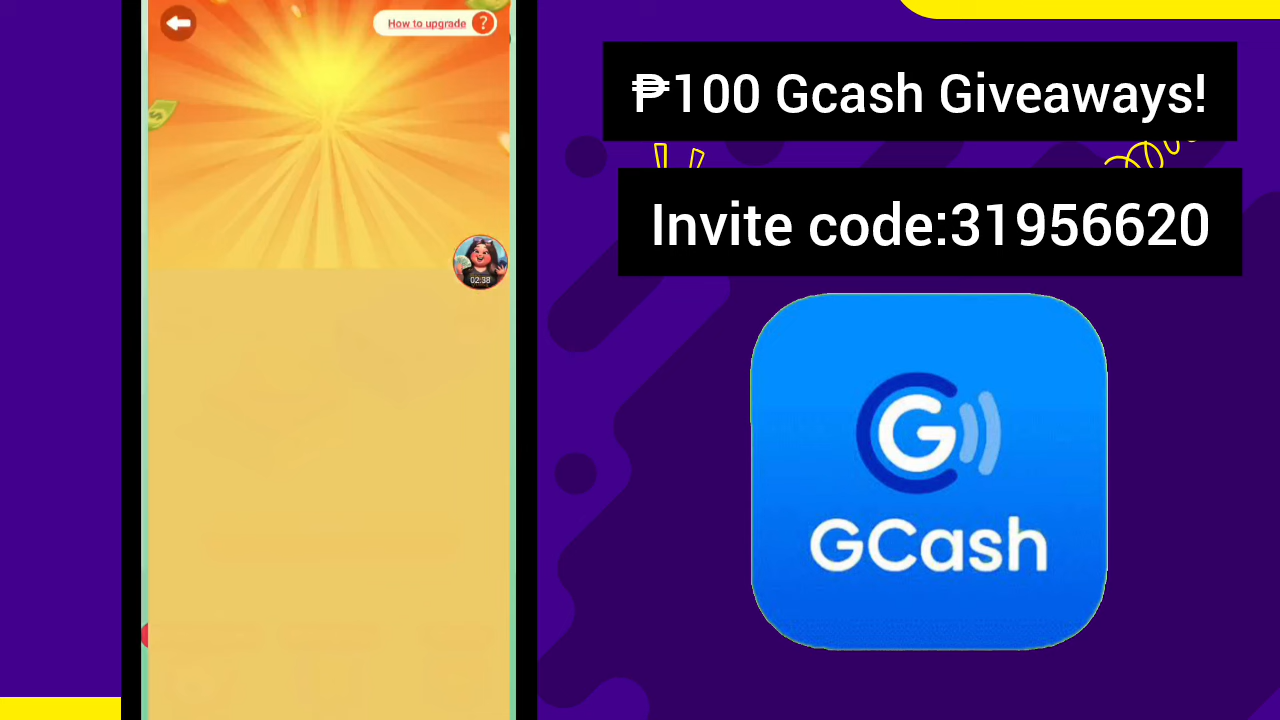 How to upgrade ?
₱100 Gcash Giveaways!
Invite code:31956620
02:38
G
GCash